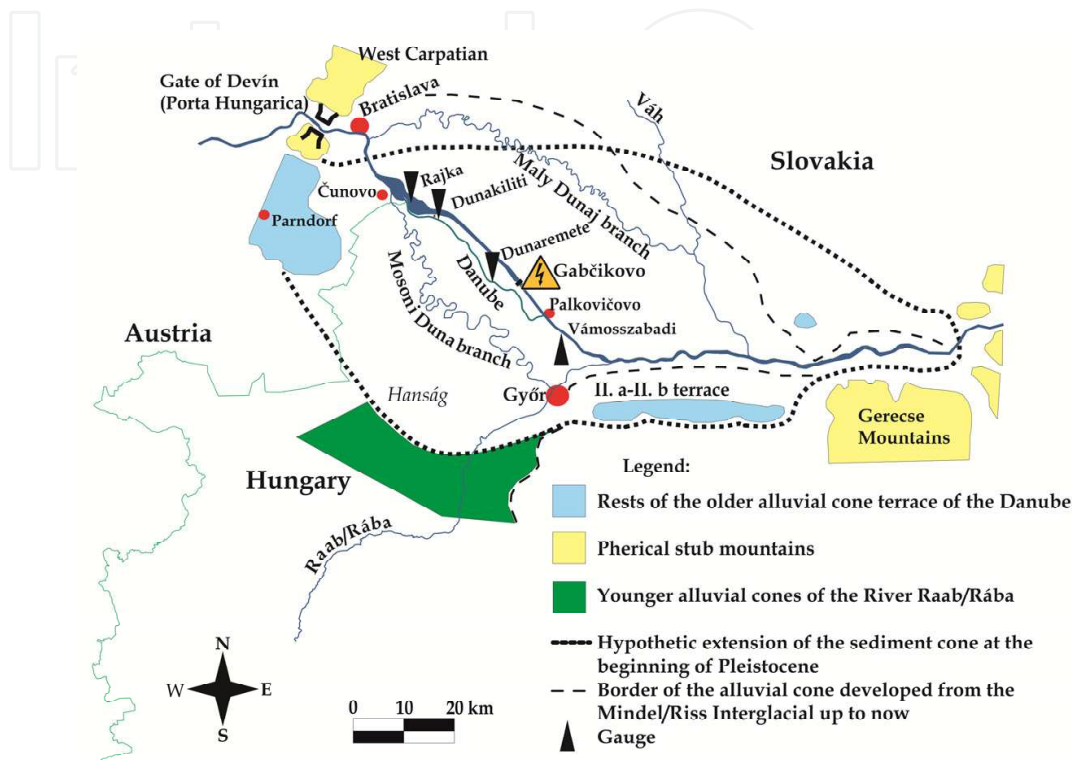 West Carpatian
Gate of Devín
(Porta Hungarica)
Bratislava
Váh
Slovakia
Maly Dunaj branch
Rajka
Čunovo
Dunakiliti
Parndorf
Dunaremete
Gabčikovo
Mosoni Duna branch
Danube
Palkovičovo
Vámosszabadi
Austria
Hanság
Győr
II. a-II. b terrace
Gerecse
Mountains
Hungary
Raab/Rába
Legend:
Rests of the older alluvial cone terrace of the Danube
Pherical stub mountains
Younger alluvial cones of the River Raab/Rába
Hypothetic extension of the sediment cone at the
beginning of Pleistocene
Border of the alluvial cone developed from the
Mindel/Riss Interglacial up to now
Gauge
N
W E
S
0 10 20 km